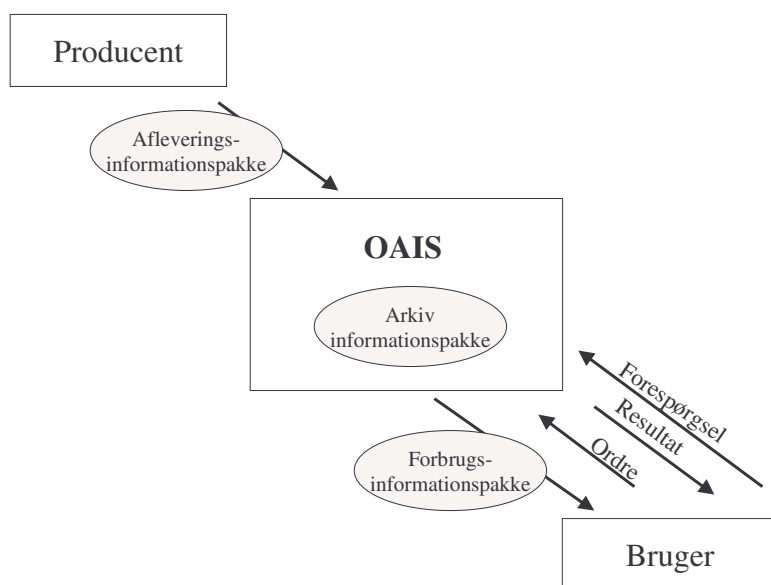 Producent
Afleverings-
informationspakke
OAIS
Arkiv
informationspakke
Forespørgsel
Resultat
Ordre
Forbrugs-
informationspakke
Bruger